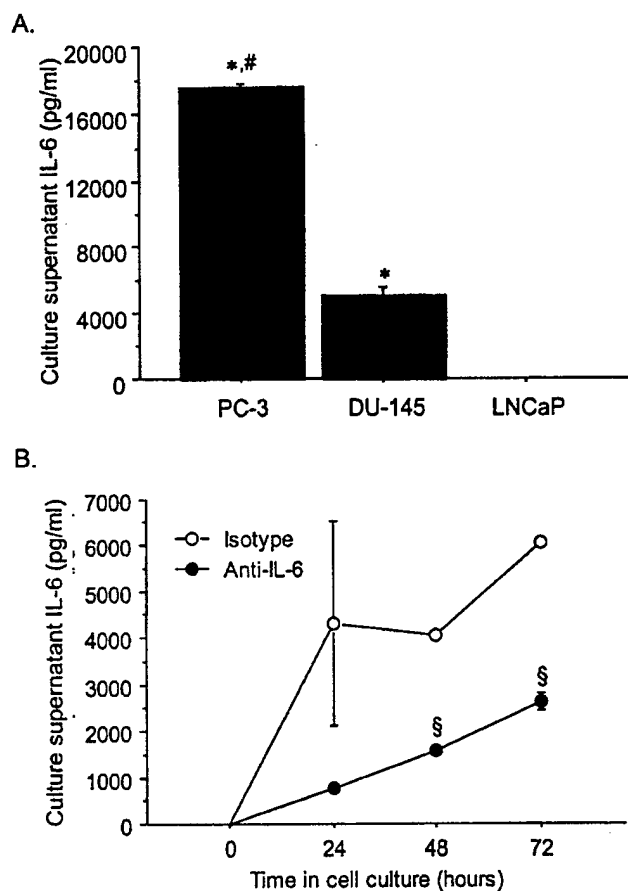 A.
Culture supernatant IL-6 (pg/ml)
20000
16000
12000
8000
4000
0
*,#
*
PC-3
DU-145
LNCaP
B.
Culture supernatant IL-6 (pg/ml)
7000
6000
5000
4000
3000
2000
1000
0
Isotype
Anti-IL-6
§
§
0
24
48
72
Time in cell culture (hours)